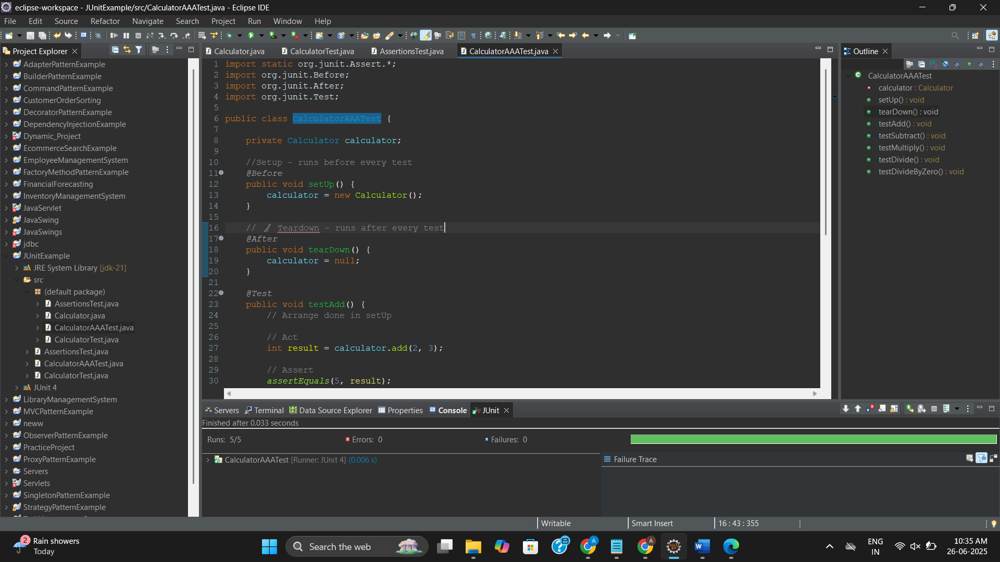 eclipse-workspace - JUnitExample/src/CalculatorAAATest.java - Eclipse IDE
File Edit Source Refactor Navigate Search Project Run Window Help
Project Explorer
AdapterPatternExample
BuilderPatternExample
CommandPatternExample
CustomerOrderSorting
DecoratorPatternExample
DependencyInjectionExample
Dynamic_Project
EcommerceSearchExample
EmployeeManagementSystem
FactoryMethodPatternExample
FinancialForecasting
InventoryManagementSystem
JavaServlet
JavaSwing
JavaSwings
jdbc
JUnitExample
JRE System Library [jdk-21]
src
(default package)
AssertionsTest.java
Calculator.java
CalculatorAAATest.java
CalculatorTest.java
AssertionsTest.java
CalculatorAAATest.java
CalculatorTest.java
JUnit 4
LibraryManagementSystem
MVCPatternExample
neww
ObserverPatternExample
PracticeProject
ProxyPatternExample
Servers
Servlets
SingletonPatternExample
StrategyPatternExample
Calculator.java CalculatorTest.java AssertionsTest.java CalculatorAAATest.java
1 import static org.junit.Assert.*;
2 import org.junit.Before;
3 import org.junit.After;
4 import org.junit.Test;
5
6 public class CalculatorAAATest {
7
8 private Calculator calculator;
9
10 //Setup - runs before every test
11 @Before
12 public void setUp() {
13 calculator = new Calculator();
14 }
15
16 // 🧹 Teardown - runs after every test
17 @After
18 public void tearDown() {
19 calculator = null;
20 }
21
22 @Test
23 public void testAdd() {
24 // Arrange done in setUp
25
26 // Act
27 int result = calculator.add(2, 3);
28
29 // Assert
30 assertEquals(5, result);
Outline
CalculatorAAATest
calculator : Calculator
setUp() : void
tearDown() : void
testAdd() : void
testSubtract() : void
testMultiply() : void
testDivide() : void
testDivideByZero() : void
Servers Terminal Data Source Explorer Properties Console JUnit
Finished after 0.033 seconds
Runs: 5/5 Errors: 0 Failures: 0
CalculatorAAATest [Runner: JUnit 4] (0.006 s)
Failure Trace
Writable Smart Insert 16 : 43 : 355
2
Rain showers
Today
Search the web
ENG
IN
10:35 AM
26-06-2025